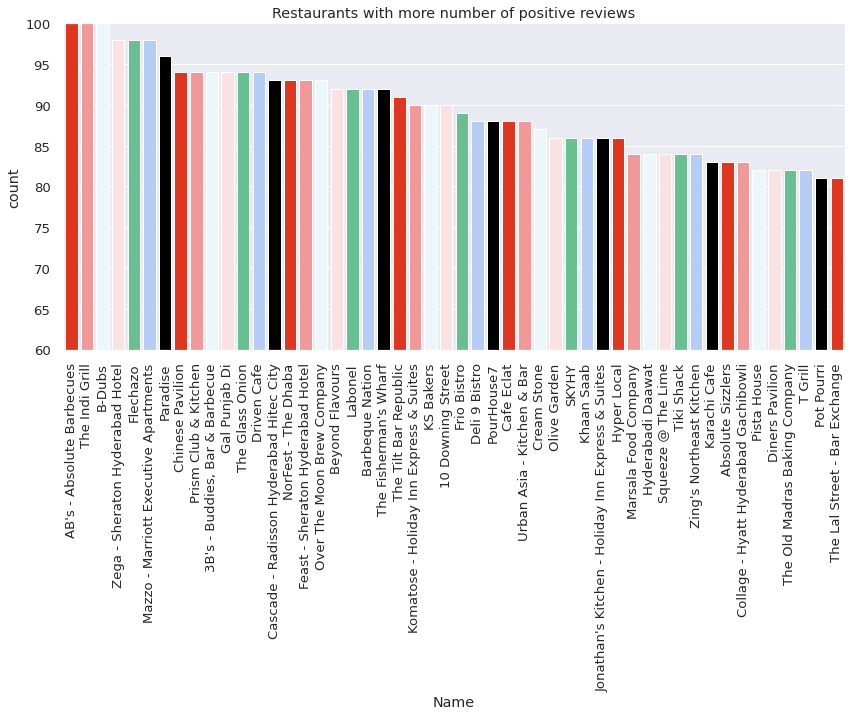 Restaurants with more number of positive reviews
100
95
90
85
80
75
70
65
60
count
AB's - Absolute Barbecues
The Indi Grill
B-Dubs
Zega - Sheraton Hyderabad Hotel
Flechazo
Mazzo - Marriott Executive Apartments
Paradise
Chinese Pavilion
Prism Club & Kitchen
3B's - Buddies, Bar & Barbecue
Gal Punjab Di
The Glass Onion
Driven Cafe
Cascade - Radisson Hyderabad Hitec City
NorFest - The Dhaba
Feast - Sheraton Hyderabad Hotel
Over The Moon Brew Company
Beyond Flavours
Labonel
Barbeque Nation
The Fisherman's Wharf
The Tilt Bar Republic
Komatose - Holiday Inn Express & Suites
KS Bakers
10 Downing Street
Frio Bistro
Deli 9 Bistro
PourHouse7
Cafe Eclat
Urban Asia - Kitchen & Bar
Cream Stone
Olive Garden
SKYHY
Khaan Saab
Jonathan's Kitchen - Holiday Inn Express & Suites
Hyper Local
Marsala Food Company
Hyderabadi Daawat
Squeeze @ The Lime
Tiki Shack
Zing's Northeast Kitchen
Karachi Cafe
Absolute Sizzlers
Collage - Hyatt Hyderabad Gachibowli
Pista House
Diners Pavilion
The Old Madras Baking Company
T Grill
Pot Pourri
The Lal Street - Bar Exchange
Name